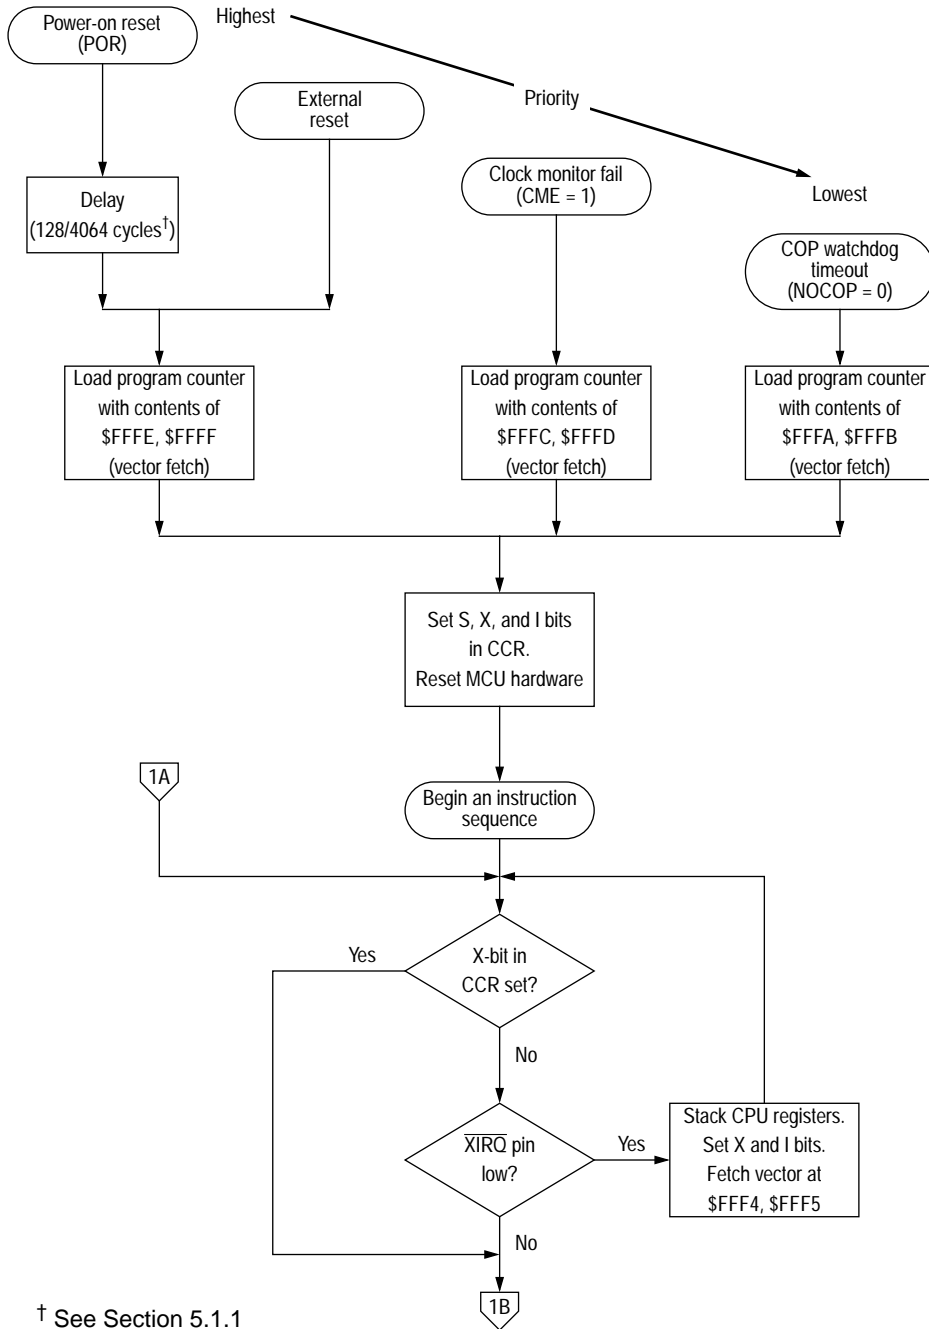 Power-on reset
(POR)
Highest
External
reset
Priority
Clock monitor fail
(CME = 1)
Lowest
Delay
(128/4064 cycles†)
COP watchdog
timeout
(NOCOP = 0)
Load program counter
with contents of
$FFFE, $FFFF
(vector fetch)
Load program counter
with contents of
$FFFC, $FFFD
(vector fetch)
Load program counter
with contents of
$FFFA, $FFFB
(vector fetch)
Set S, X, and I bits
in CCR.
Reset MCU hardware
1A
Begin an instruction
sequence
Yes
X-bit in
CCR set?
No
X̅I̅R̅Q̅ pin
low?
Yes
Stack CPU registers.
Set X and I bits.
Fetch vector at
$FFF4, $FFF5
No
1B
† See Section 5.1.1